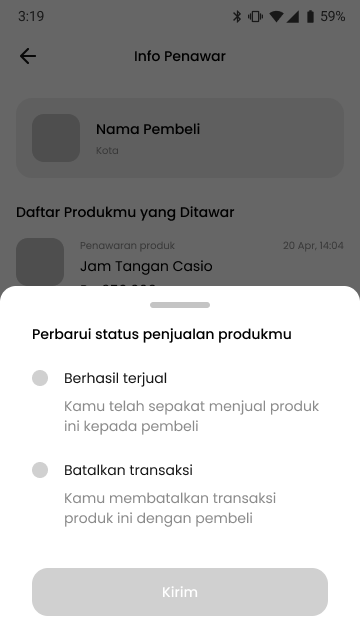 3:19
59%
Info Penawar
Nama Pembeli
Kota
Daftar Produkmu yang Ditawar
Penawaran produk
20 Apr, 14:04
Jam Tangan Casio
Perbarui status penjualan produkmu
Berhasil terjual
Kamu telah sepakat menjual produk
ini kepada pembeli
Batalkan transaksi
Kamu membatalkan transaksi
produk ini dengan pembeli
Kirim